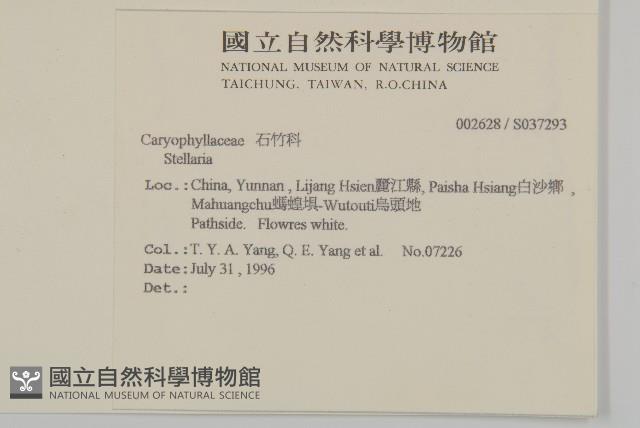 國立自然科學博物館
NATIONAL MUSEUM OF NATURAL SCIENCE
TAICHUNG, TAIWAN, R.O.CHINA
002628 / S037293
Caryophyllaceae 石竹科
Stellaria
Loc.:China, Yunnan , Lijang Hsien麗江縣, Paisha Hsiang白沙鄉 ,
Mahuangchu螞蝗垻-Wutouti烏頭地
Pathside. Flowres white.
Col.:T. Y. A. Yang, Q. E. Yang et al. No.07226
Date:July 31 , 1996
Det.:
國立自然科學博物館
NATIONAL MUSEUM OF NATURAL SCIENCE